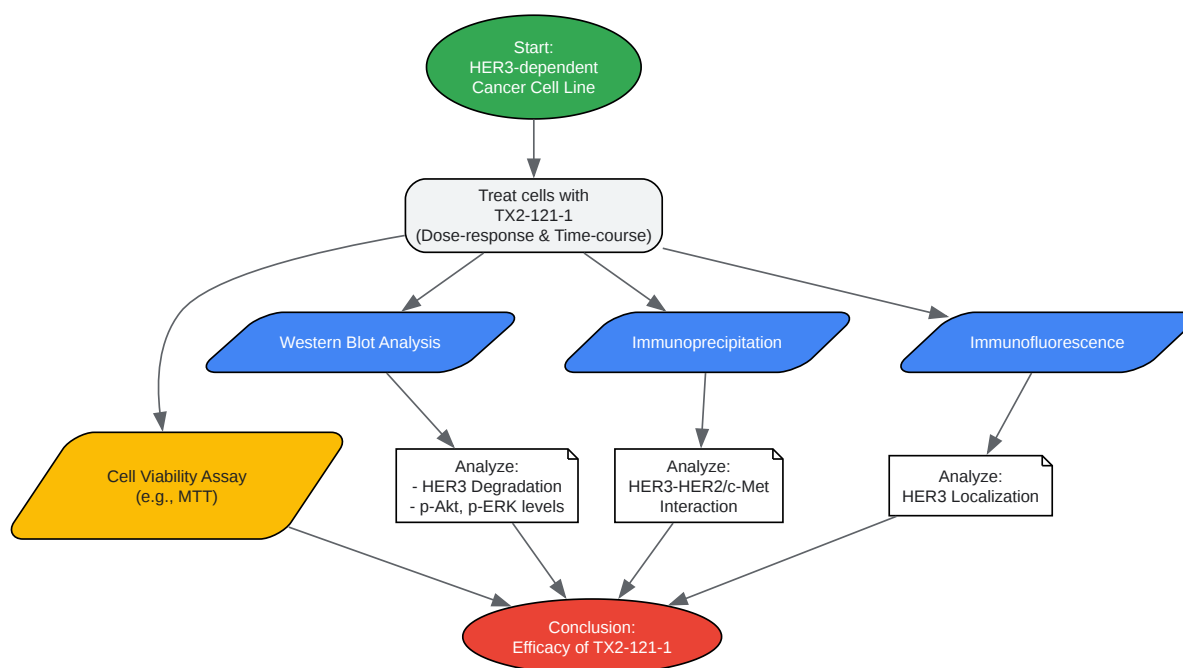 Start:
HER3-dependent
Cancer Cell Line
Treat cells with
TX2-121-1
(Dose-response & Time-course)
Western Blot Analysis
Immunoprecipitation
Immunofluorescence
Cell Viability Assay
(e.g., MTT)
Analyze:
- HER3 Degradation
- p-Akt, p-ERK levels
Analyze:
HER3-HER2/c-Met
Interaction
Analyze:
HER3 Localization
Conclusion:
Efficacy of TX2-121-1